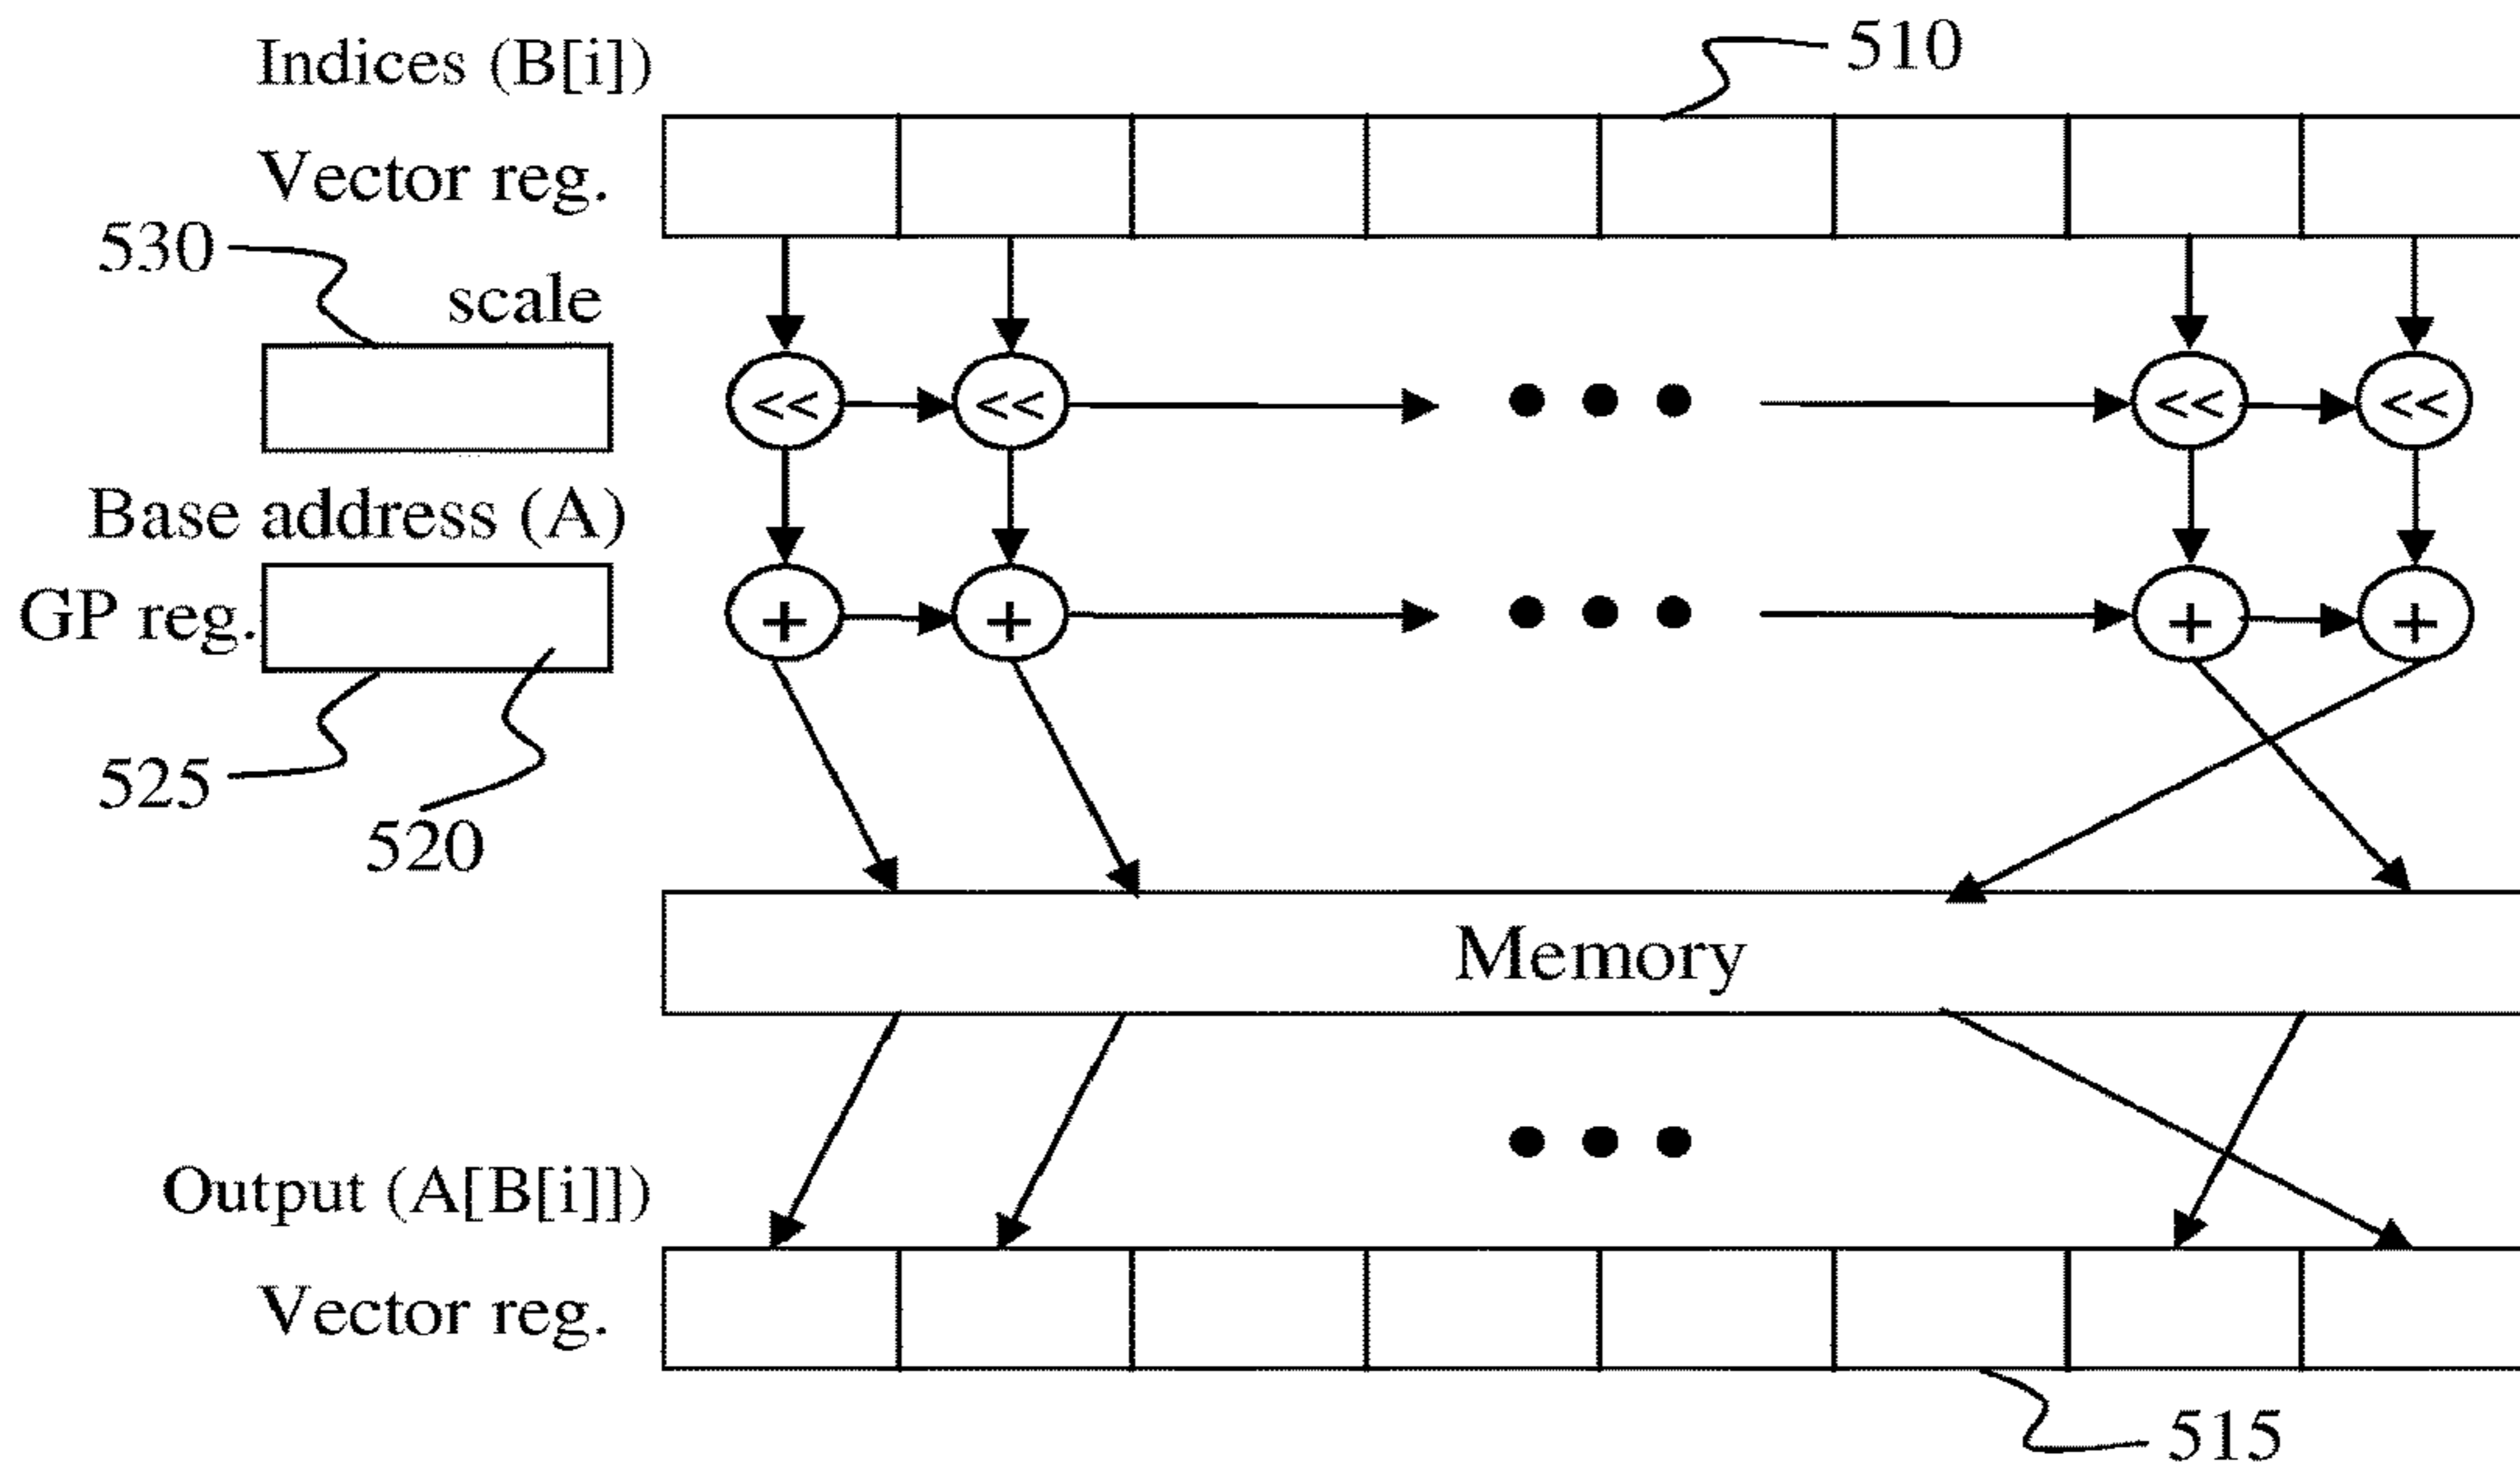 Indices (B[i])
510
Vector reg.
530
scale
<< << << <<
Base address (A)
GP reg.
+ + + +
525
520
Memory
Output (A[B[i]])
Vector reg.
515